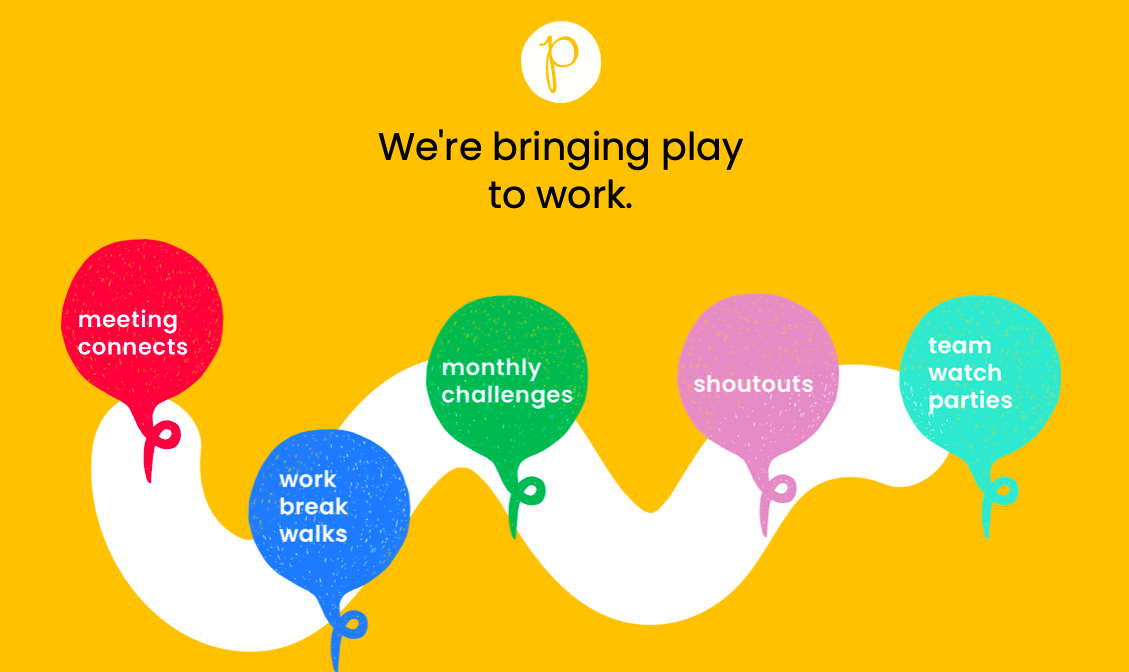 p
We're bringing play
to work.
meeting
connects
work
break
walks
monthly
challenges
shoutouts
team
watch
parties